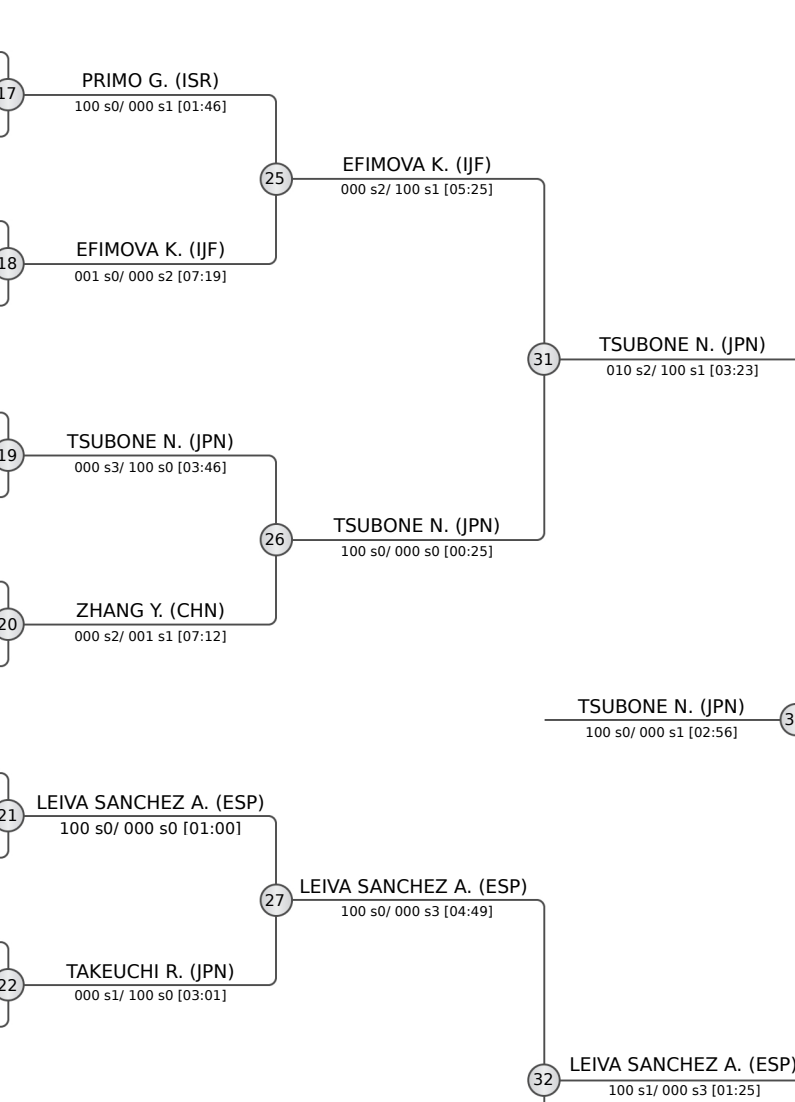 PRIMO G. (ISR)
17
100 s0/ 000 s1 [01:46]
EFIMOVA K. (IJF)
25
000 s2/ 100 s1 [05:25]
EFIMOVA K. (IJF)
18
001 s0/ 000 s2 [07:19]
TSUBONE N. (JPN)
31
010 s2/ 100 s1 [03:23]
TSUBONE N. (JPN)
19
000 s3/ 100 s0 [03:46]
TSUBONE N. (JPN)
26
100 s0/ 000 s0 [00:25]
ZHANG Y. (CHN)
20
000 s2/ 001 s1 [07:12]
TSUBONE N. (JPN)
100 s0/ 000 s1 [02:56]
LEIVA SANCHEZ A. (ESP)
21
100 s0/ 000 s0 [01:00]
LEIVA SANCHEZ A. (ESP)
27
100 s0/ 000 s3 [04:49]
TAKEUCHI R. (JPN)
22
000 s1/ 100 s0 [03:01]
LEIVA SANCHEZ A. (ESP)
32
100 s1/ 000 s3 [01:25]